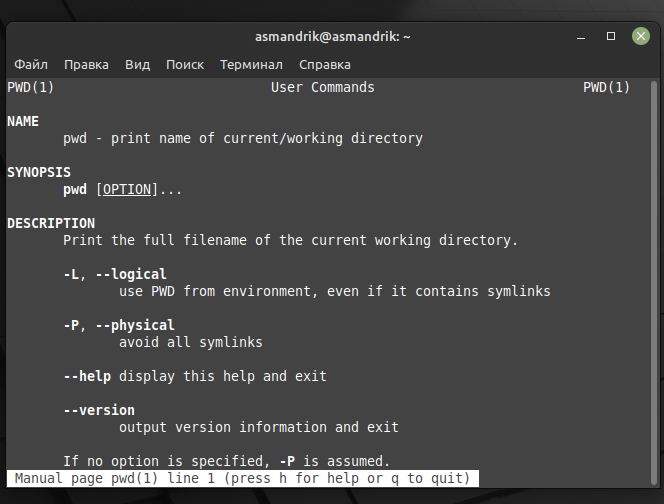 asmandrik@asmandrik: ~
Файл Правка Вид Поиск Терминал Справка
PWD(1) User Commands PWD(1)
NAME
pwd - print name of current/working directory
SYNOPSIS
pwd [OPTION]...
DESCRIPTION
Print the full filename of the current working directory.
-L, --logical
use PWD from environment, even if it contains symlinks
-P, --physical
avoid all symlinks
--help display this help and exit
--version
output version information and exit
If no option is specified, -P is assumed.
Manual page pwd(1) line 1 (press h for help or q to quit)